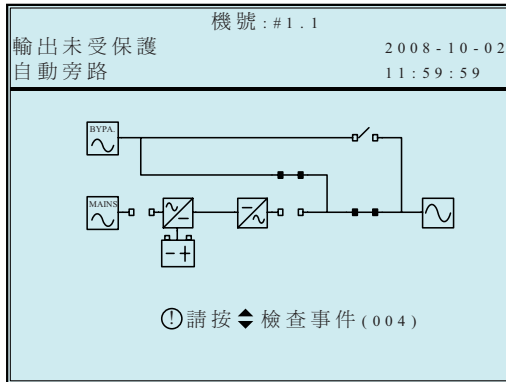 機號:#1.1
輸出未受保護 2008-10-02
自動旁路 11:59:59
BYPA.
MAINS
請按 檢查事件(004)